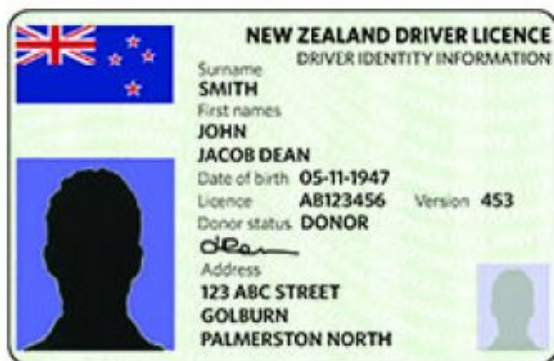 NEW ZEALAND DRIVER LICENCE
DRIVER IDENTITY INFORMATION
Surname
SMITH
First names
JOHN
JACOB DEAN
Date of birth 05-11-1947
Licence AB123456 Version 453
Donor status DONOR
Address
123 ABC STREET
GOLBURN
PALMERSTON NORTH